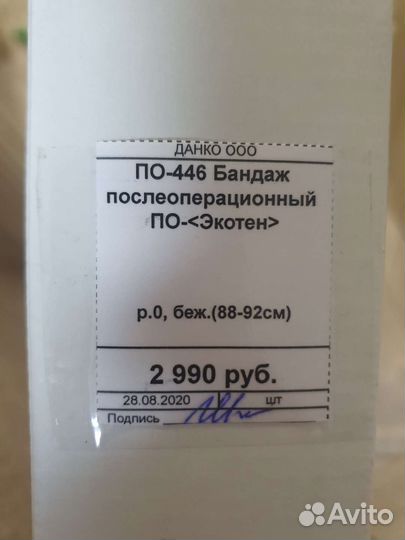 ДАНКО ООО
ПО-446 Бандаж
послеоперационный
ПО-<Экотен>
р.0, беж.(88-92см)
2 990 руб.
28.08.2020 шт
Подпись
Avito